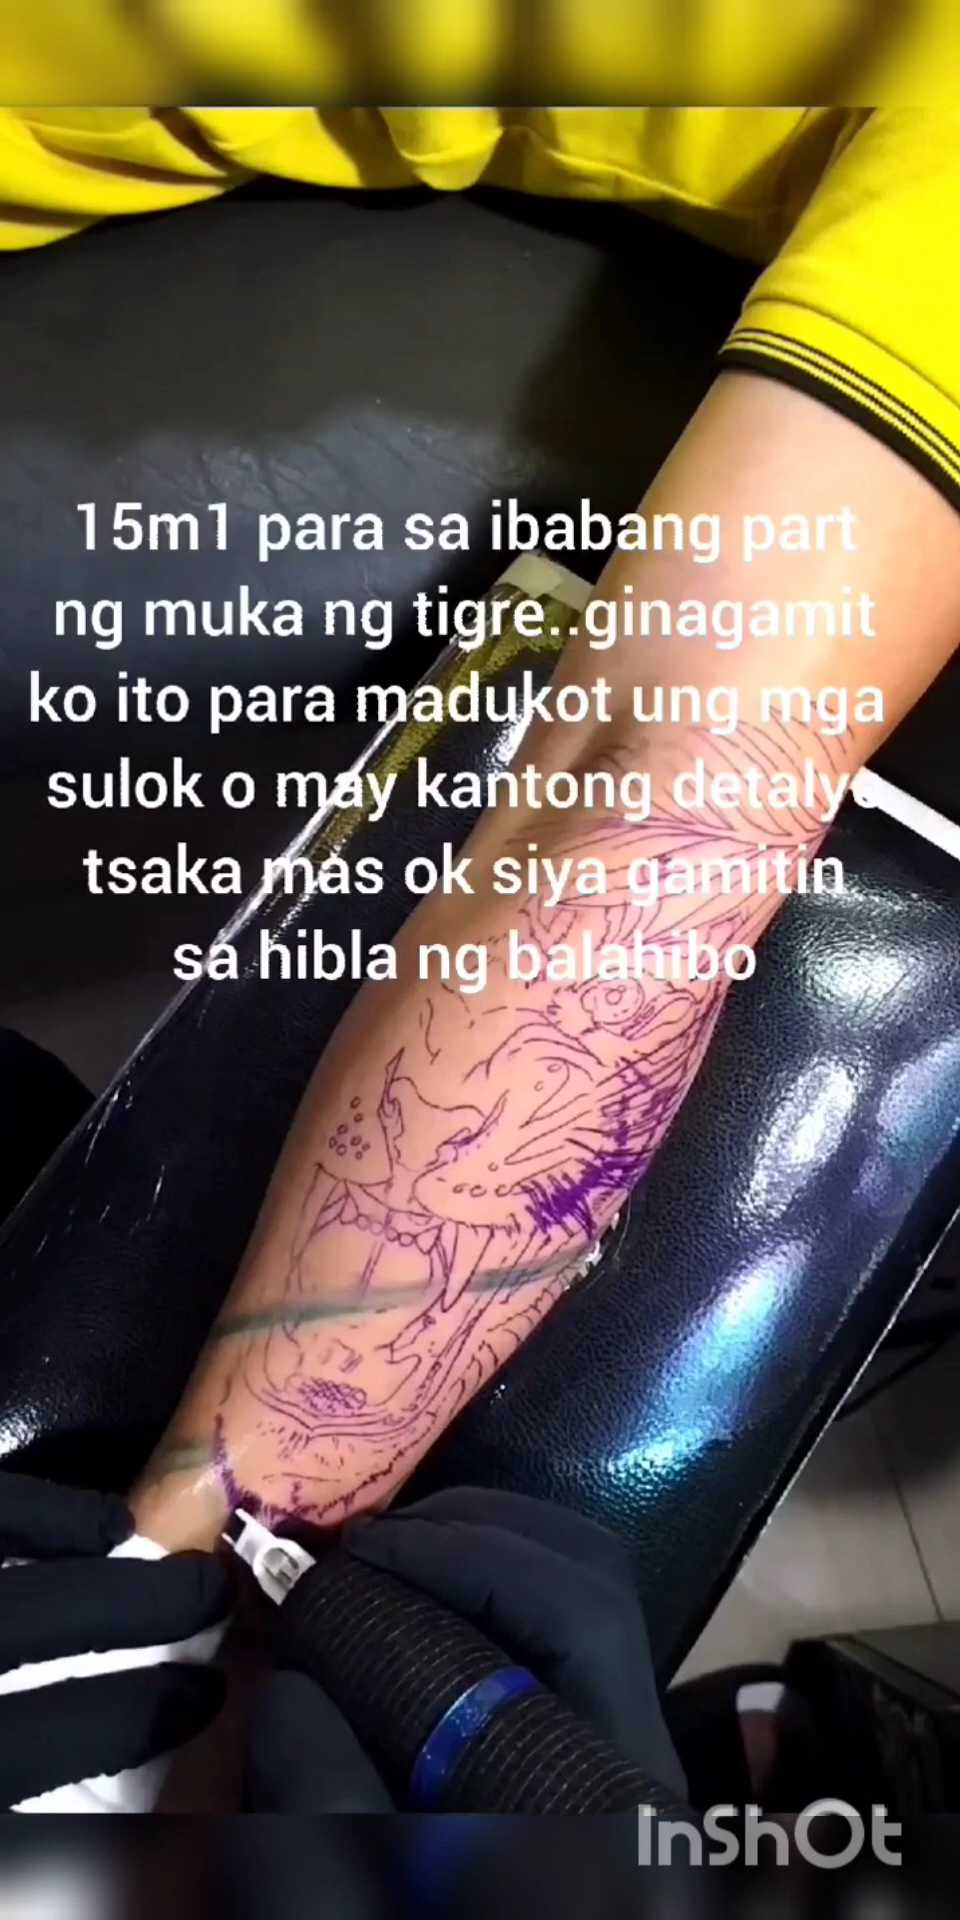 15m1 para sa ibabang part
ng muka ng tigre..ginagamit
ko ito para madukot ung mga
sulok o may kantong detalye
tsaka mas ok siya gamitin
sa hibla ng balahibo
InShOt